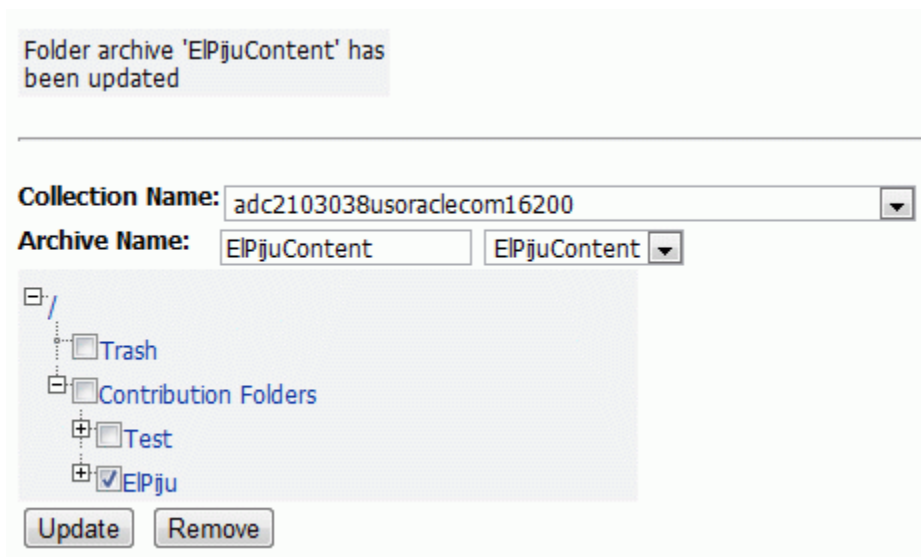 Folder archive 'ElPijuContent' has
been updated
Collection Name: adc2103038usoraclecom16200
Archive Name: ElPijuContent ElPijuContent
/
Trash
Contribution Folders
Test
ElPiju
Update Remove